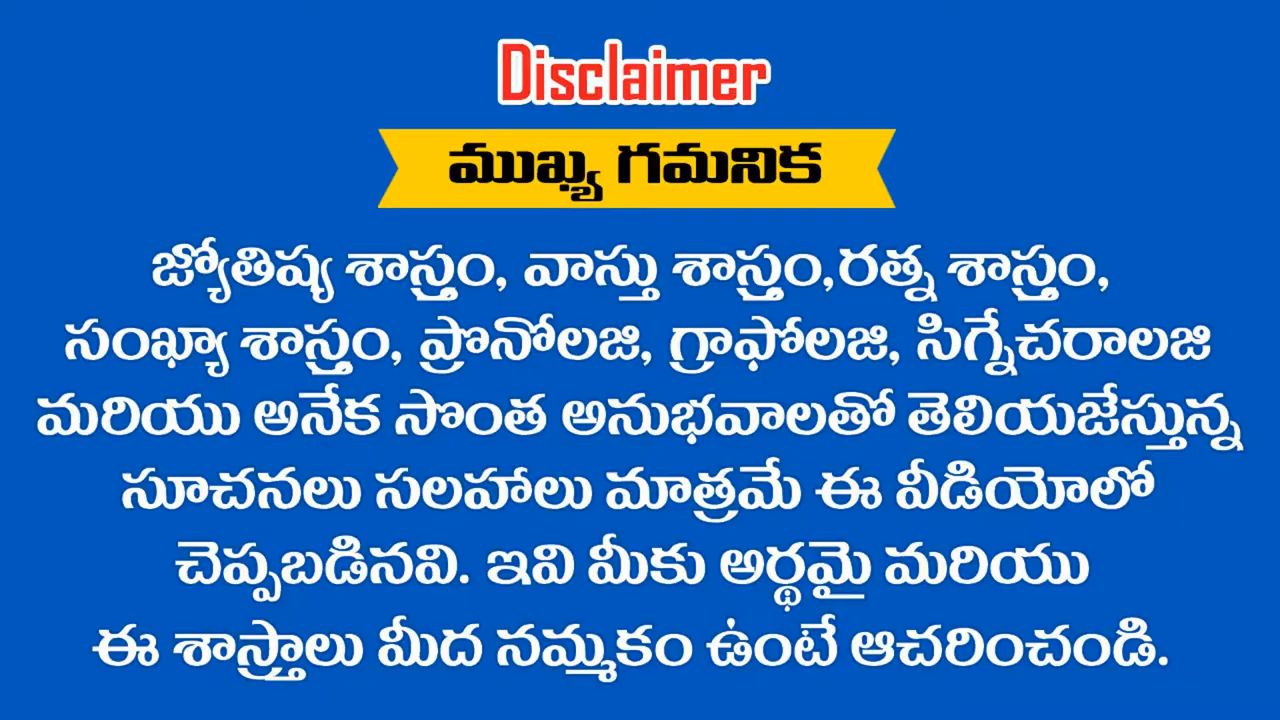 Disclaimer
ముఖ్య గమనిక
జ్యోతిష్య శాస్త్రం, వాస్తు శాస్త్రం,రత్న శాస్త్రం,
సంఖ్యా శాస్త్రం, ప్రొనోలజి, గ్రాఫోలజి, సిగ్నేచరాలజి
మరియు అనేక సొంత అనుభవాలతో తెలియజేస్తున్న
సూచనలు సలహాలు మాత్రమే ఈ వీడియోలో
చెప్పబడినవి. ఇవి మీకు అర్థమై మరియు
ఈ శాస్త్రాలు మీద నమ్మకం ఉంటే ఆచరించండి.